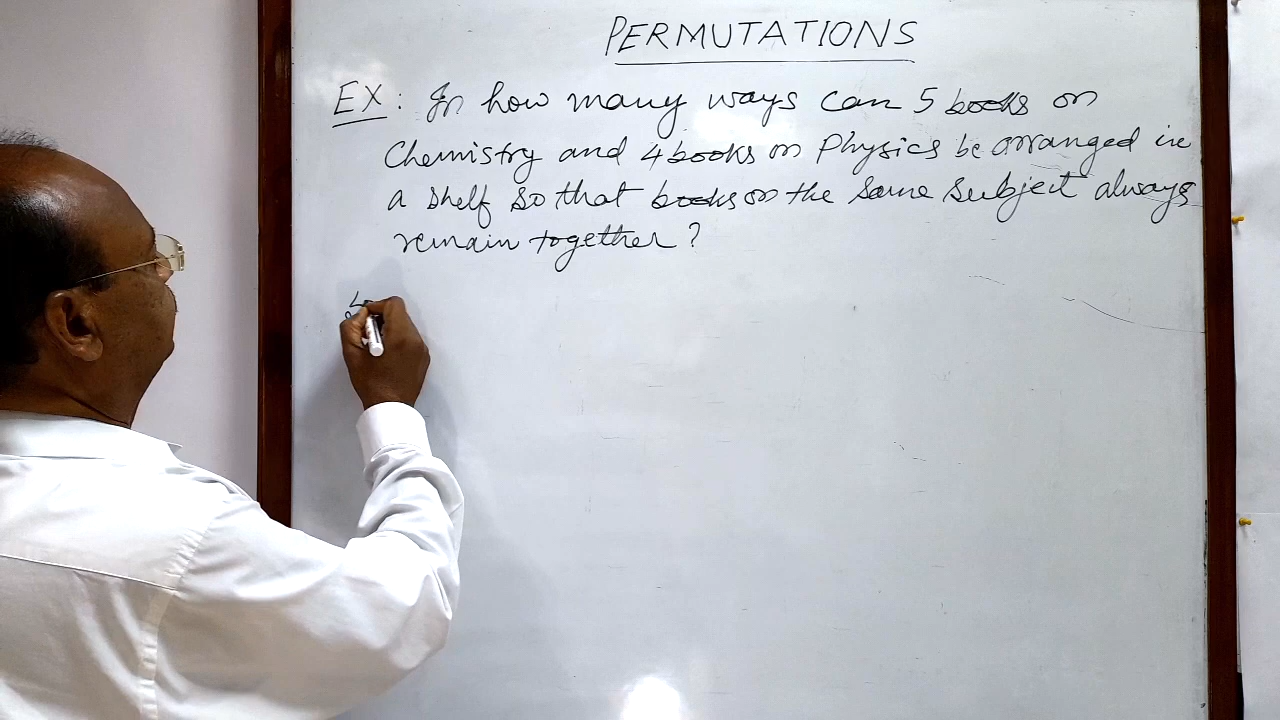 PERMUTATIONS
EX: In how many ways can 5 books on
Chemistry and 4 books on Physics be arranged in
a shelf so that books on the same subject always
remain together?